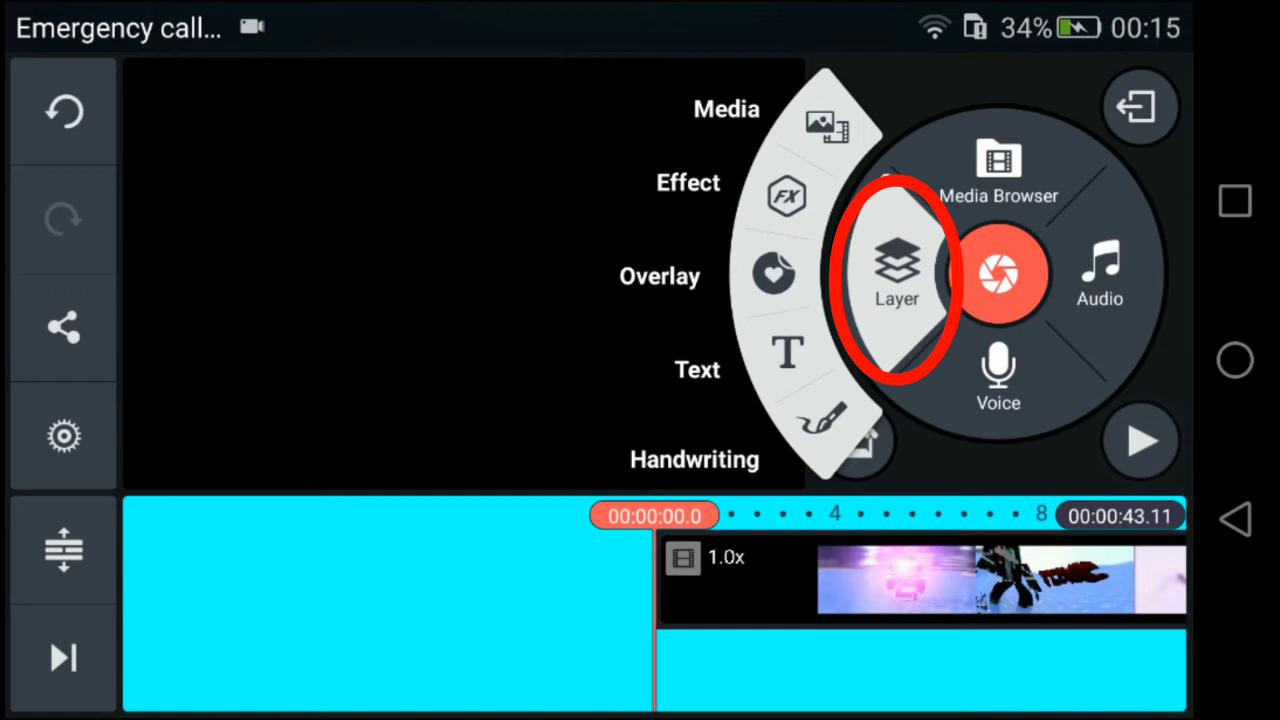 Emergency call...
34%
00:15
Media
Effect
FX
Overlay
T
Text
Handwriting
Media Browser
Layer
Audio
Voice
00:00:00.0
4
8
00:00:43.11
1.0x